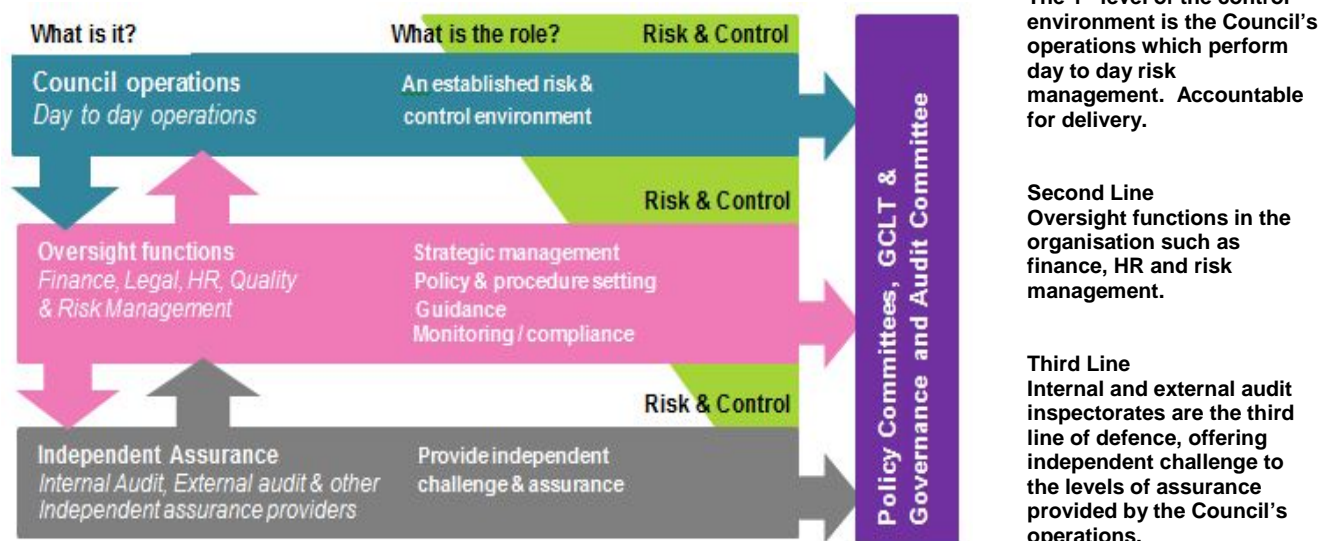 What is it?
What is the role?
Risk & Control
Council operations
Day to day operations
An established risk &
control environment
Risk & Control
Oversight functions
Finance, Legal, HR, Quality
& Risk Management
Strategic management
Policy & procedure setting
Guidance
Monitoring / compliance
Risk & Control
Independent Assurance
Internal Audit, External audit & other
Independent assurance providers
Provide independent
challenge & assurance
Policy Committees, GCLT &
Governance and Audit Committee
level of the control
environment is the Council's
operations which perform
day to day risk
management. Accountable
for delivery.
Second Line
Oversight functions in the
organisation such as
finance, HR and risk
management.
Third Line
Internal and external audit
inspectorates are the third
line of defence, offering
independent challenge to
the levels of assurance
provided by the Council's
operations.